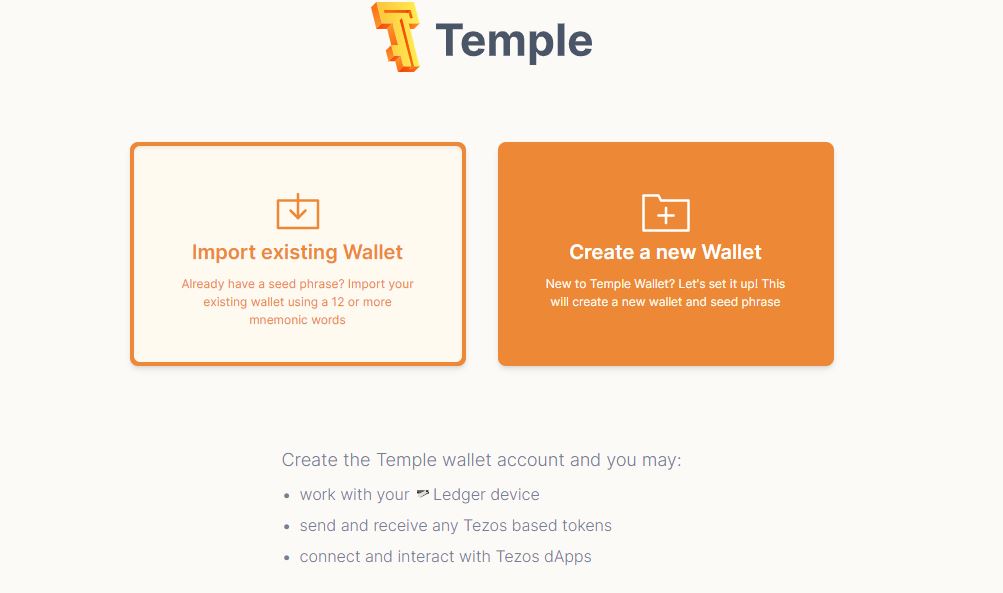 Temple
Import existing Wallet
Already have a seed phrase? Import your
existing wallet using a 12 or more
mnemonic words
Create a new Wallet
New to Temple Wallet? Let's set it up! This
will create a new wallet and seed phrase
Create the Temple wallet account and you may:
• work with your Ledger device
• send and receive any Tezos based tokens
• connect and interact with Tezos dApps